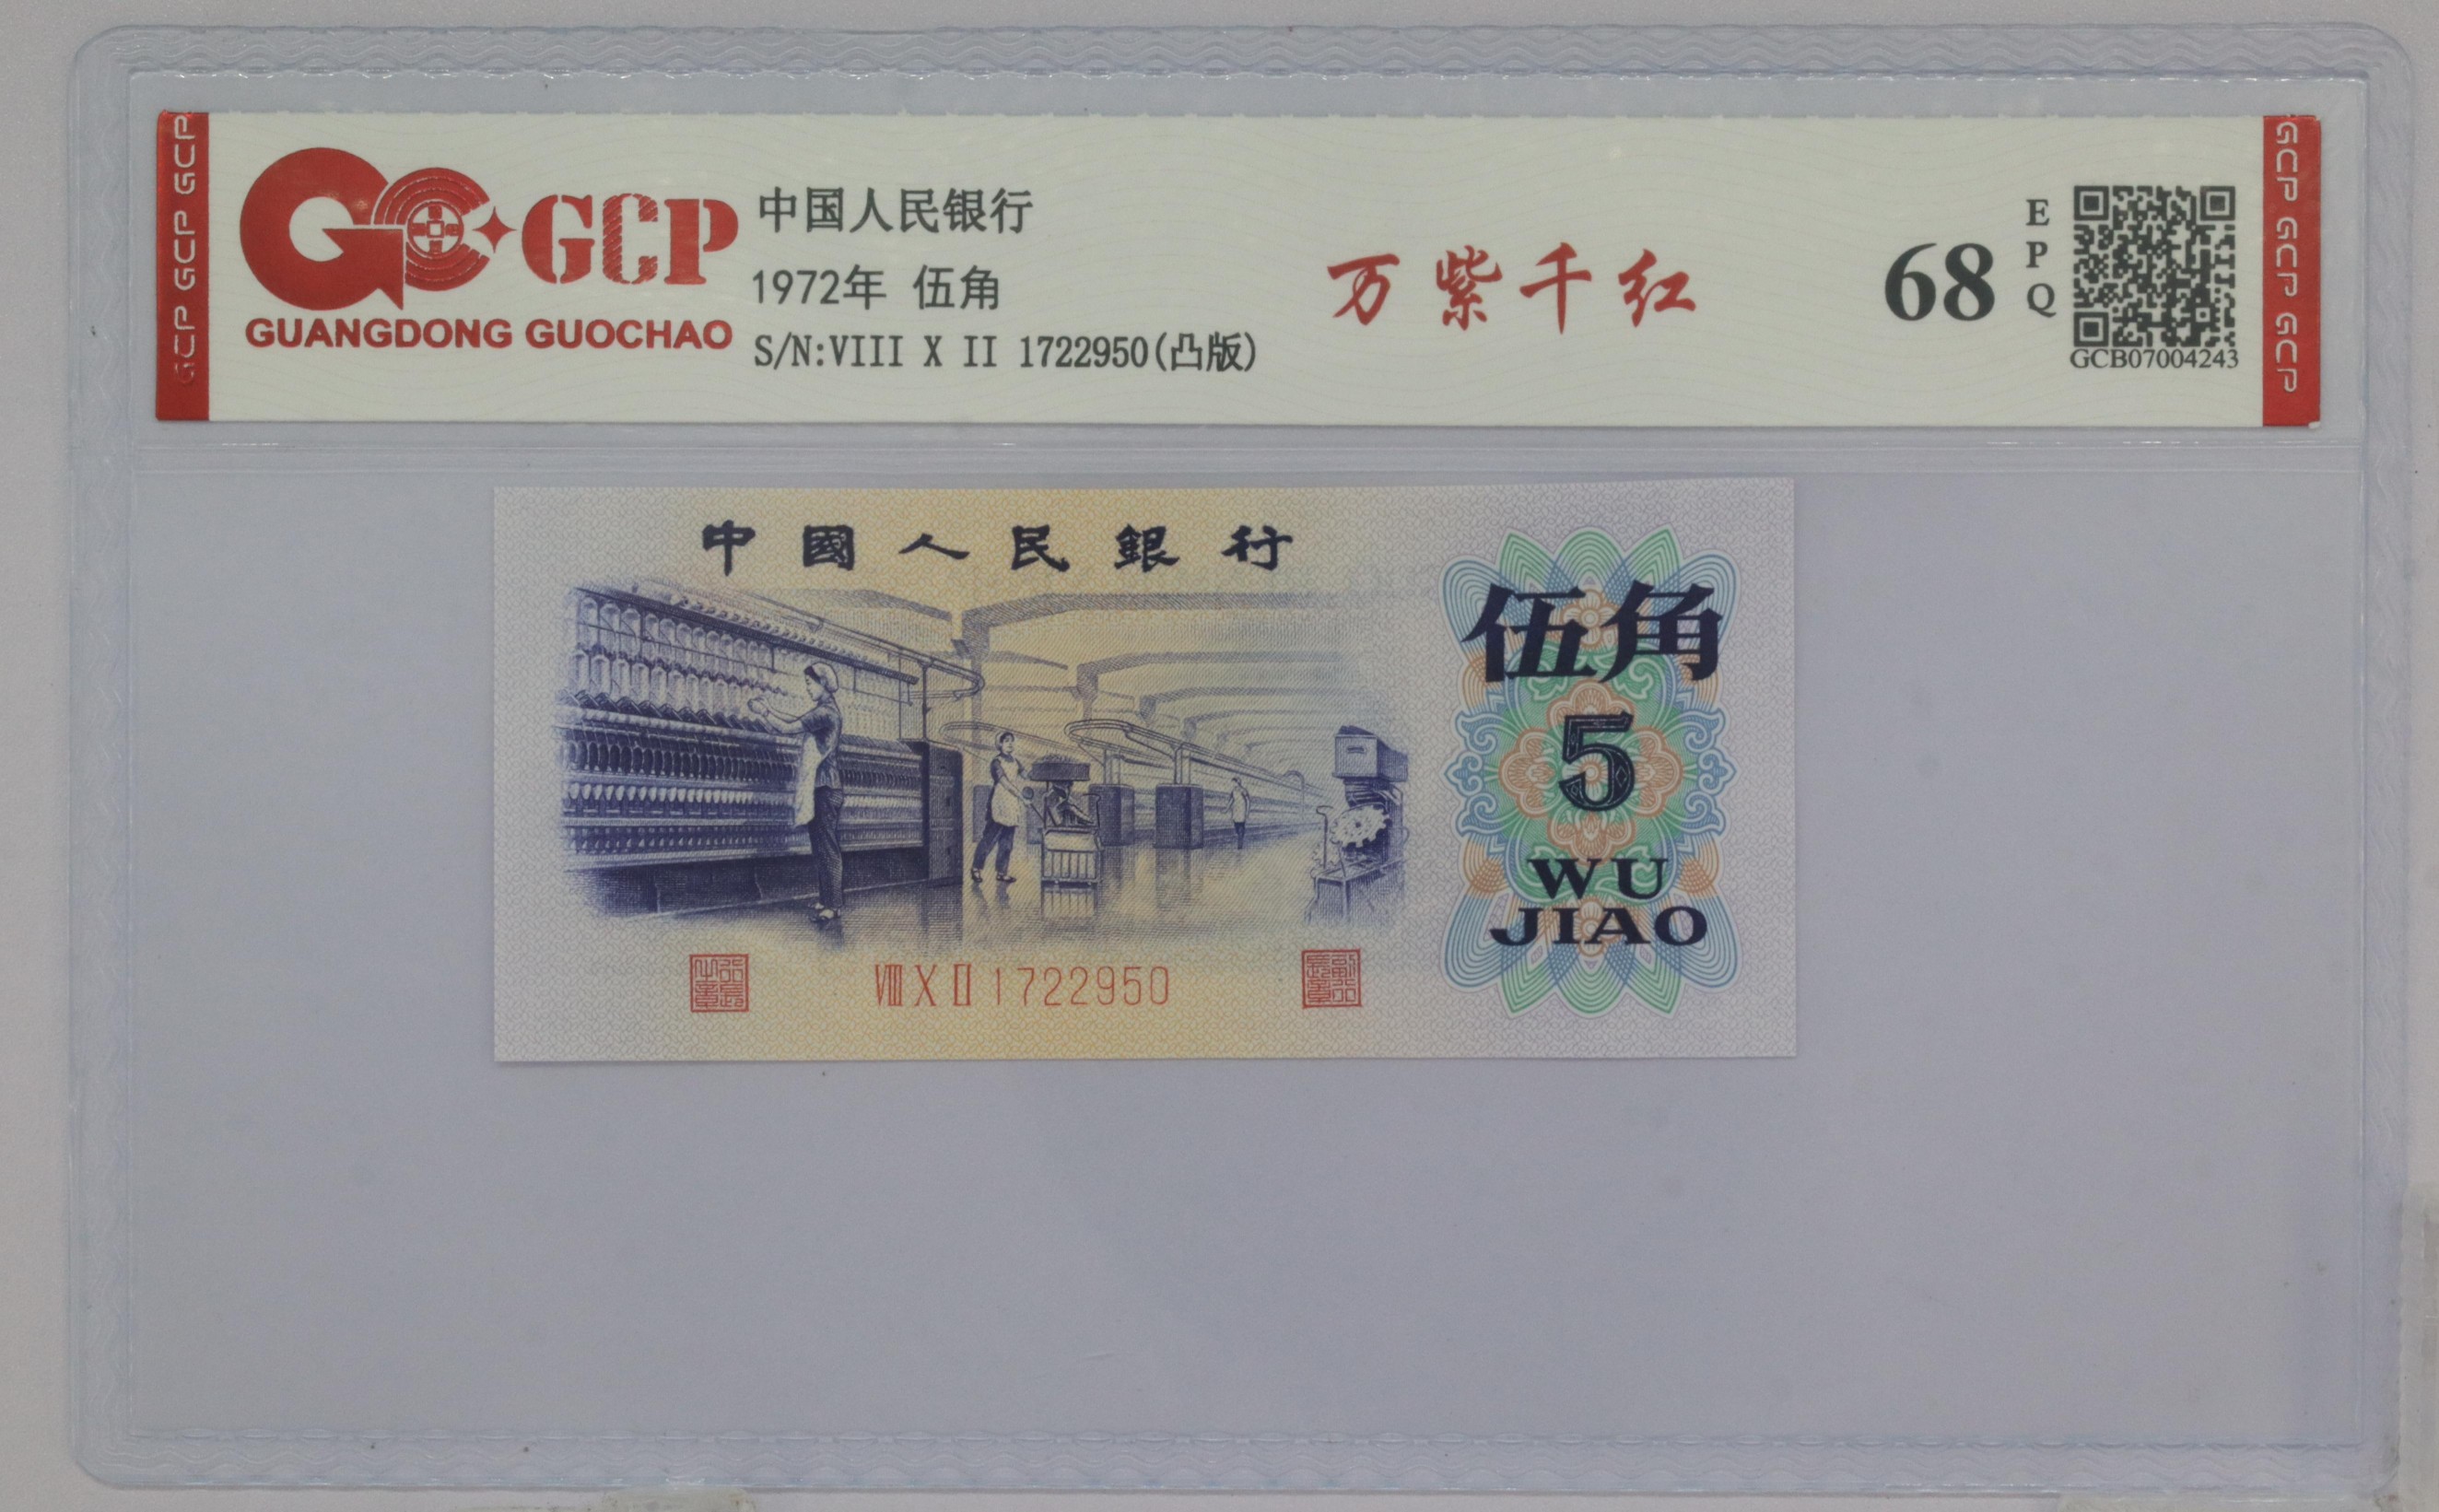 GCP GCP GCP
GCP
GUANGDONG GUOCHAO
中国人民银行
1972年 伍角
S/N:VIII X II 1722950(凸版)
万紫千红
68
EPQ
GCB07004243
GCP GCP GCP
中國人民銀行
伍角
5
WU
JIAO
VIII X II 1722950